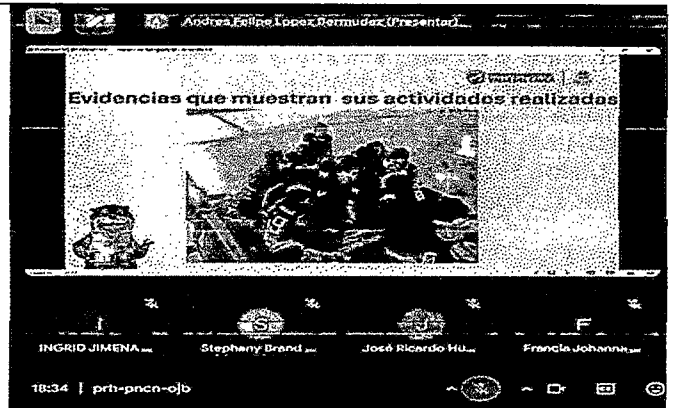 Andres Felipe Lopez Bermudez (Presentar)
Evidencias que muestran sus actividades realizadas
I
S
J
F
INGRID JIMENA...
Stephany Brand...
José Ricardo Hu...
Francia Johanna...
18:34 | prh-pncn-ojb